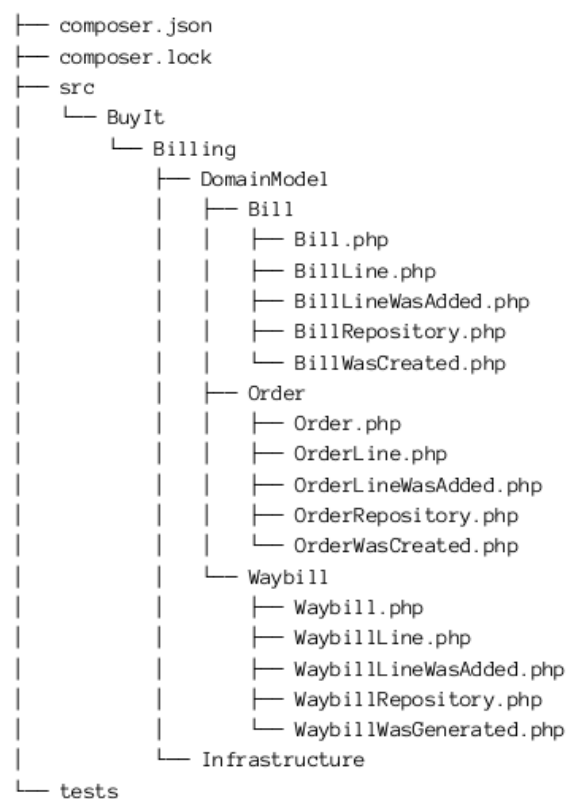 ├── composer.json
├── composer.lock
├── src
│   └── BuyIt
│       └── Billing
│           ├── DomainModel
│           │   ├── Bill
│           │   │   ├── Bill.php
│           │   │   ├── BillLine.php
│           │   │   ├── BillLineWasAdded.php
│           │   │   ├── BillRepository.php
│           │   │   └── BillWasCreated.php
│           │   ├── Order
│           │   │   ├── Order.php
│           │   │   ├── OrderLine.php
│           │   │   ├── OrderLineWasAdded.php
│           │   │   ├── OrderRepository.php
│           │   │   └── OrderWasCreated.php
│           │   └── Waybill
│           │       ├── Waybill.php
│           │       ├── WaybillLine.php
│           │       ├── WaybillLineWasAdded.php
│           │       ├── WaybillRepository.php
│           │       └── WaybillWasGenerated.php
│           └── Infrastructure
└── tests